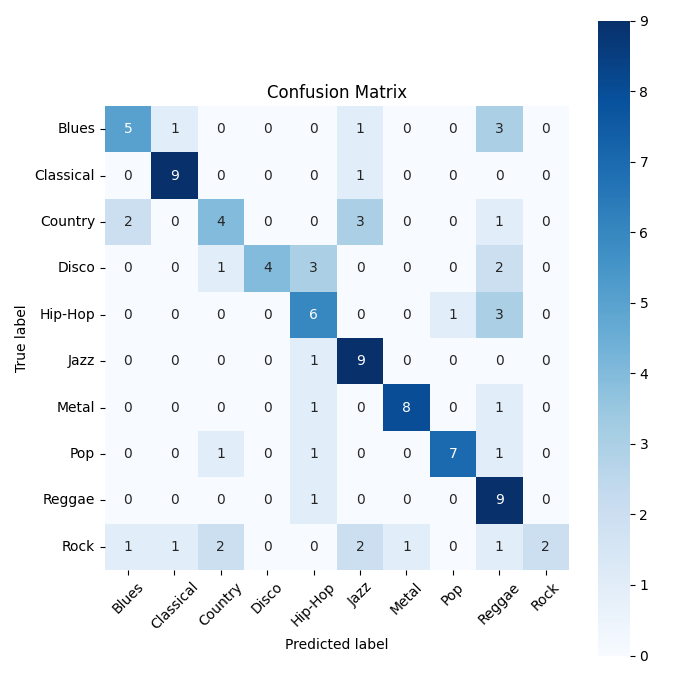 Confusion Matrix
Blues 5 1 0 0 0 1 0 0 3 0
Classical 0 9 0 0 0 1 0 0 0 0
Country 2 0 4 0 0 3 0 0 1 0
Disco 0 0 1 4 3 0 0 0 2 0
Hip-Hop 0 0 0 0 6 0 0 1 3 0
Jazz 0 0 0 0 1 9 0 0 0 0
Metal 0 0 0 0 1 0 8 0 1 0
Pop 0 0 1 0 1 0 0 7 1 0
Reggae 0 0 0 0 1 0 0 0 9 0
Rock 1 1 2 0 0 2 1 0 1 2
Blues Classical Country Disco Hip-Hop Jazz Metal Pop Reggae Rock
Predicted label
True label
9
8
7
6
5
4
3
2
1
0